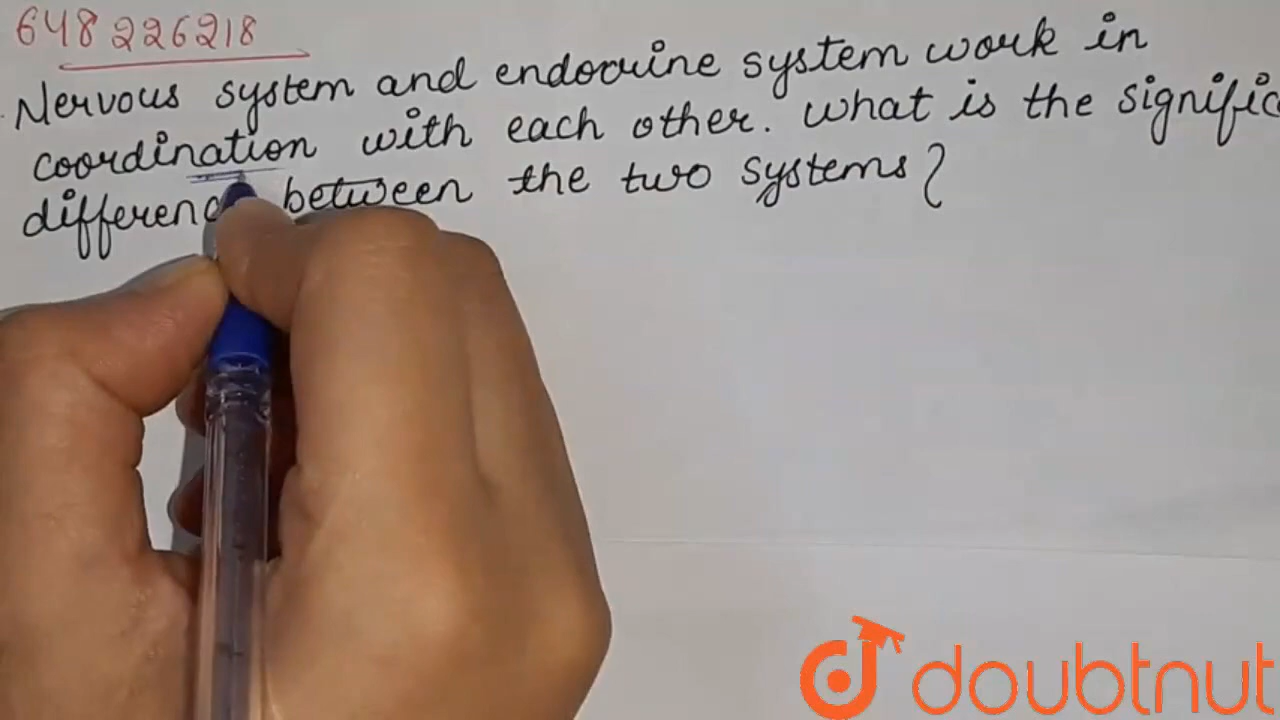 648226218
Nervous system and endocrine system work in
coordination with each other. What is the signific
difference between the two systems?
doubtnut